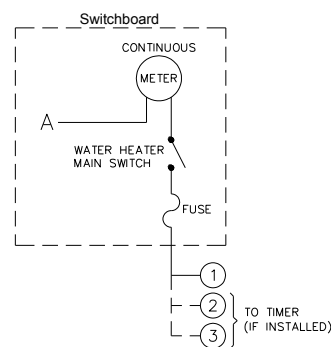 Switchboard
CONTINUOUS
METER
A
WATER HEATER
MAIN SWITCH
FUSE
1
2
3
TO TIMER
(IF INSTALLED)